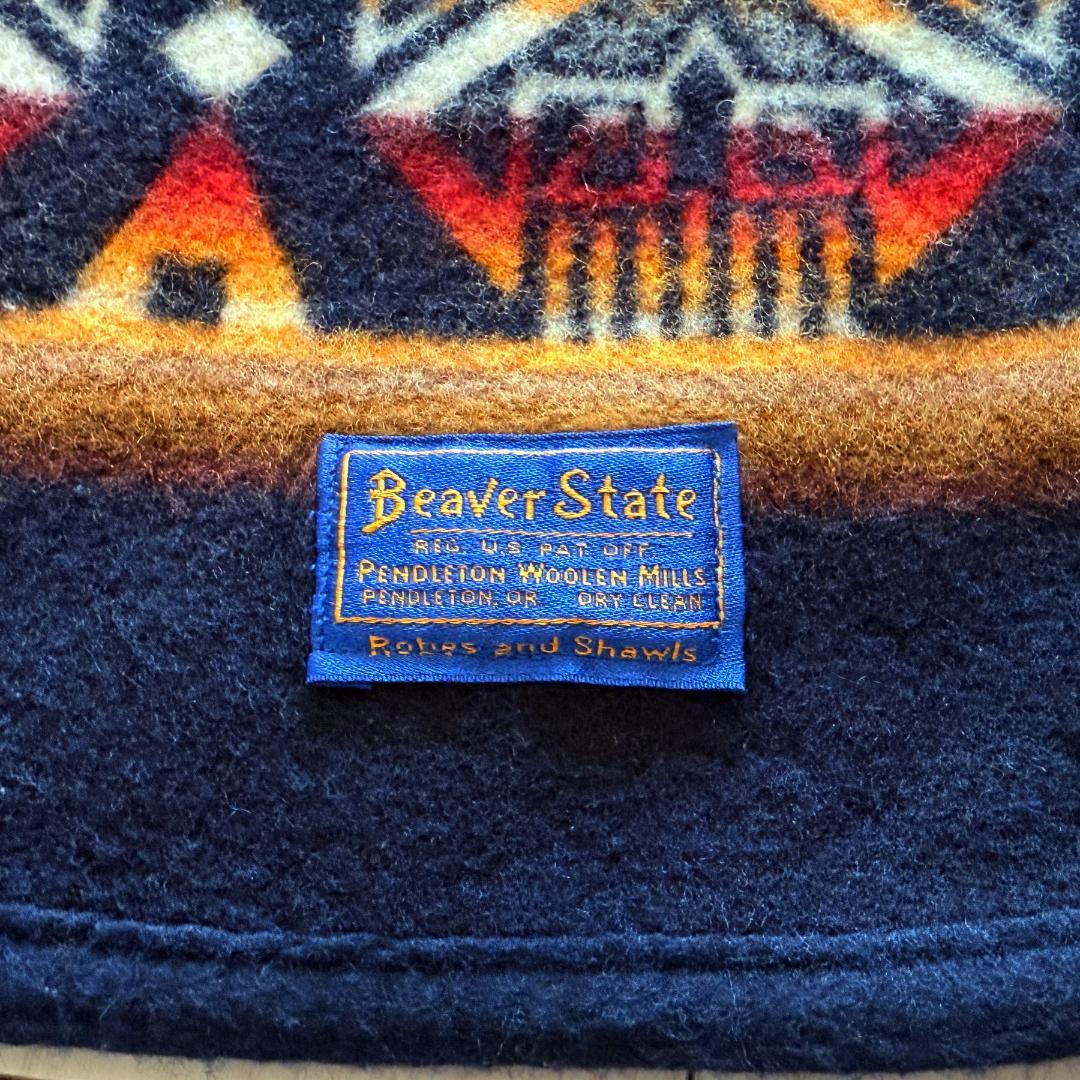 Beaver State
REG. U.S PAT OFF
PENDLETON WOOLEN MILLS
PENDLETON, OR. DRY CLEAN
Robes and Shawls